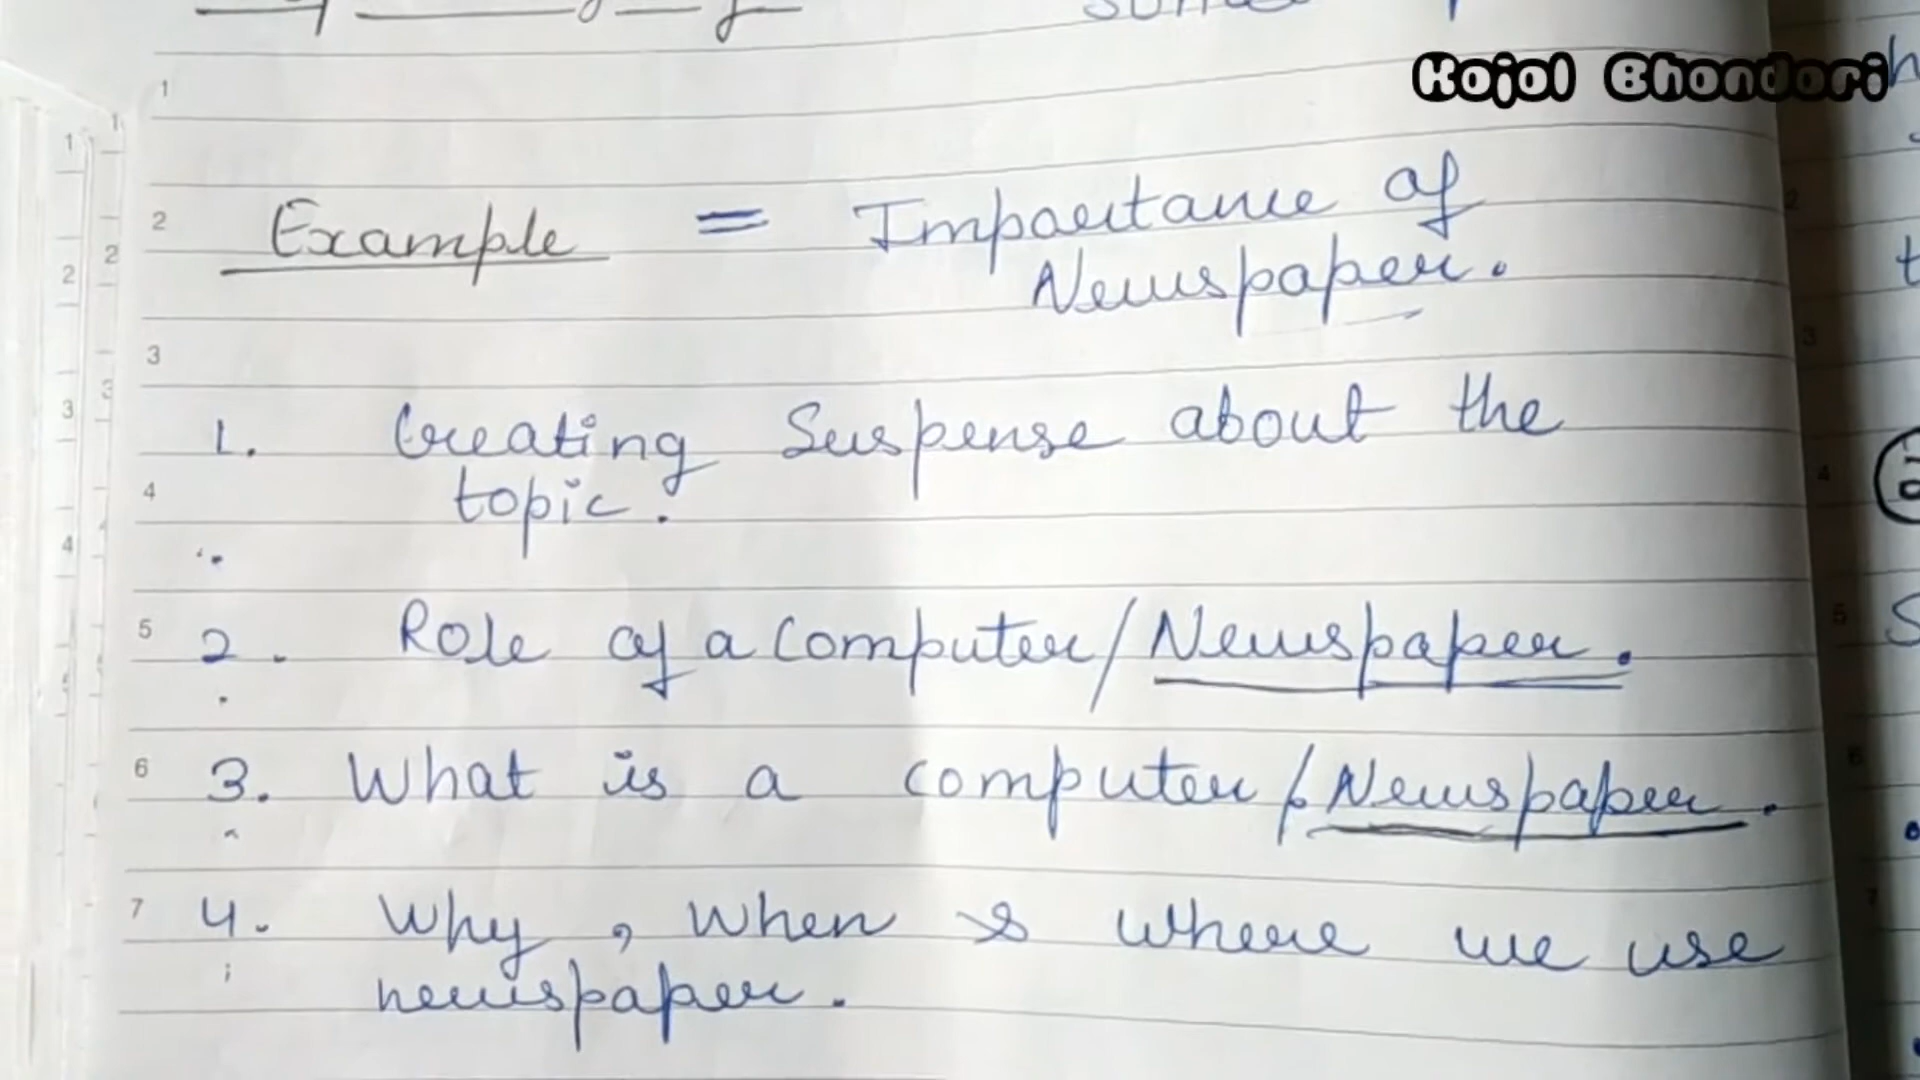 Kojol Bhondori
Example = Importance of
Newspaper.
1. Creating Suspense about the
topic.
2. Role of a Computer/Newspaper.
3. What is a computer/Newspaper.
4. Why, When & where we use
newspaper.